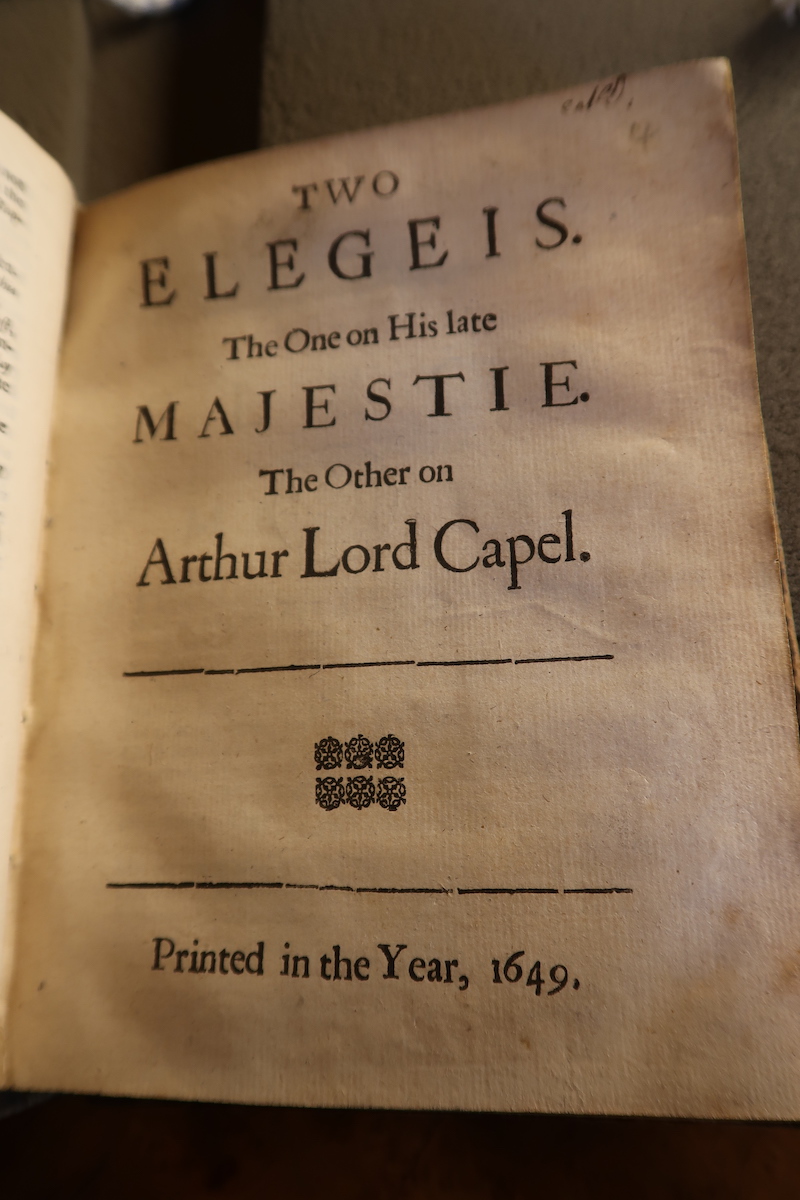 TWO
ELEGEIS.
The One on His late
MAJESTIE.
The Other on
Arthur Lord Capel.
Printed in the Year, 1649.